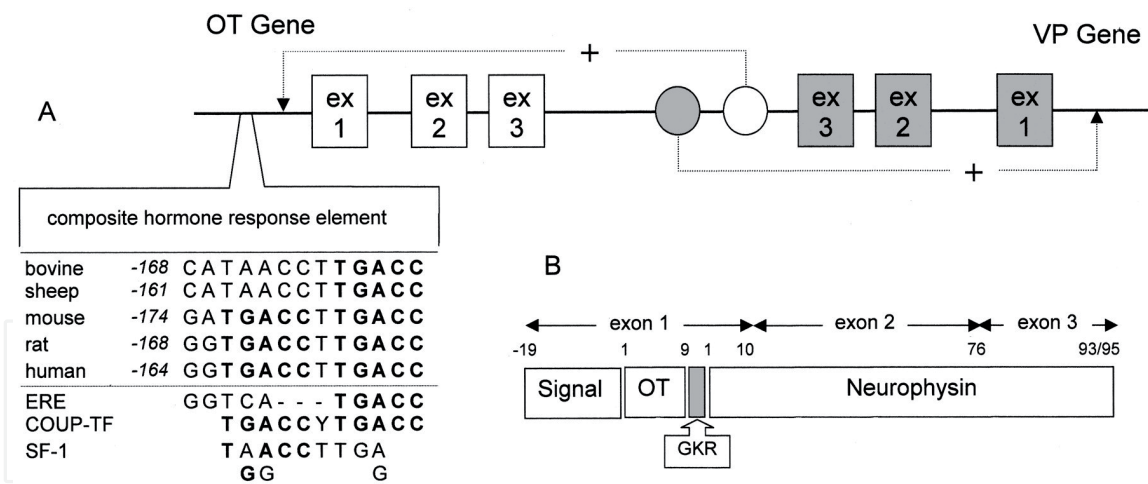 OT Gene
VP Gene
A
+
ex 1
ex 2
ex 3
ex 3
ex 2
ex 1
+
composite hormone response element
bovine -168 CATAACCTTGACC
sheep -161 CATAACCTTGACC
mouse -174 GATGACCTTGACC
rat -168 GGTGACCTTGACC
human -164 GGTGACCTTGACC
ERE GGTCA---TGACC
COUP-TF TGACCYTGACC
SF-1 TAACCTTGA
GG G
B
exon 1 exon 2 exon 3
-19 1 9 1 10 76 93/95
Signal OT Neurophysin
GKR